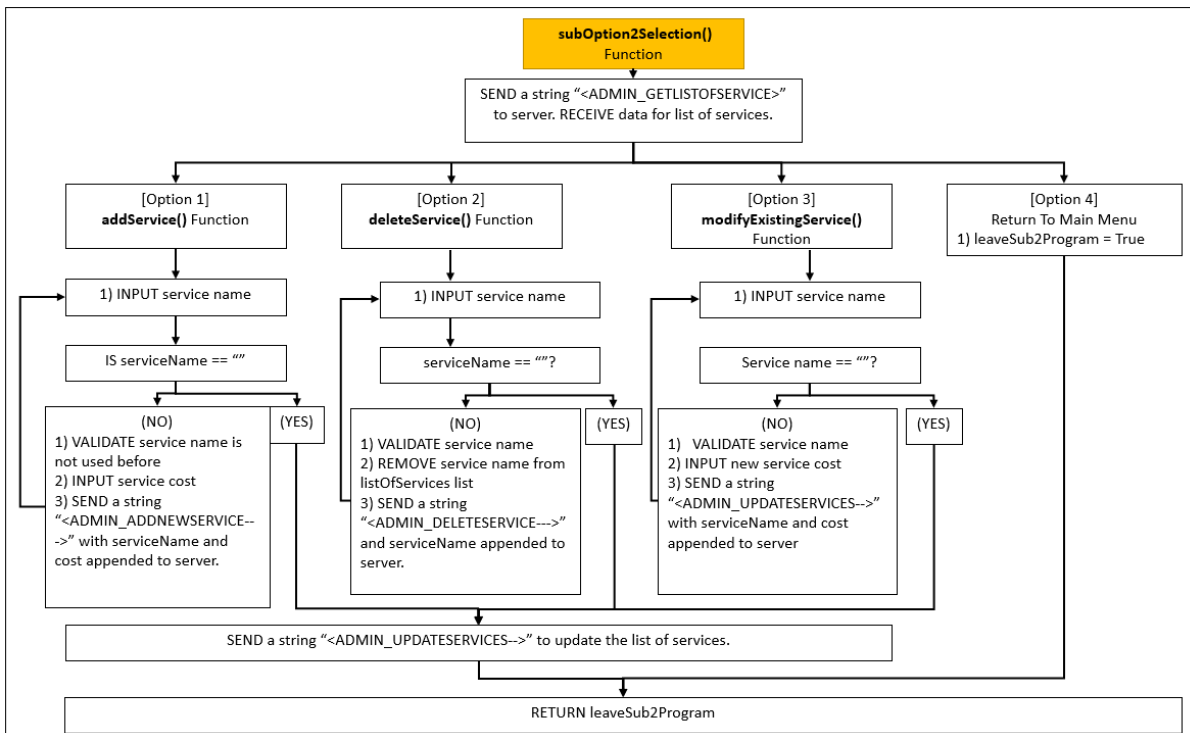 subOption2Selection()
Function
SEND a string “<ADMIN_GETLISTOFSERVICE>”
to server. RECEIVE data for list of services.
[Option 1]
addService() Function
[Option 2]
deleteService() Function
[Option 3]
modifyExistingService()
Function
[Option 4]
Return To Main Menu
1) leaveSub2Program = True
1) INPUT service name
1) INPUT service name
1) INPUT service name
IS serviceName == “”
serviceName == “”?
Service name == “”?
(NO)
1) VALIDATE service name is
not used before
2) INPUT service cost
3) SEND a string
“<ADMIN_ADDNEWSERVICE--
->” with serviceName and
cost appended to server.
(YES)
(NO)
1) VALIDATE service name
2) REMOVE service name from
listOfServices list
3) SEND a string
“<ADMIN_DELETESERVICE--->”
and serviceName appended to
server.
(YES)
(NO)
1) VALIDATE service name
2) INPUT new service cost
3) SEND a string
“<ADMIN_UPDATESERVICES-->”
with serviceName and cost
appended to server
(YES)
SEND a string “<ADMIN_UPDATESERVICES-->” to update the list of services.
RETURN leaveSub2Program